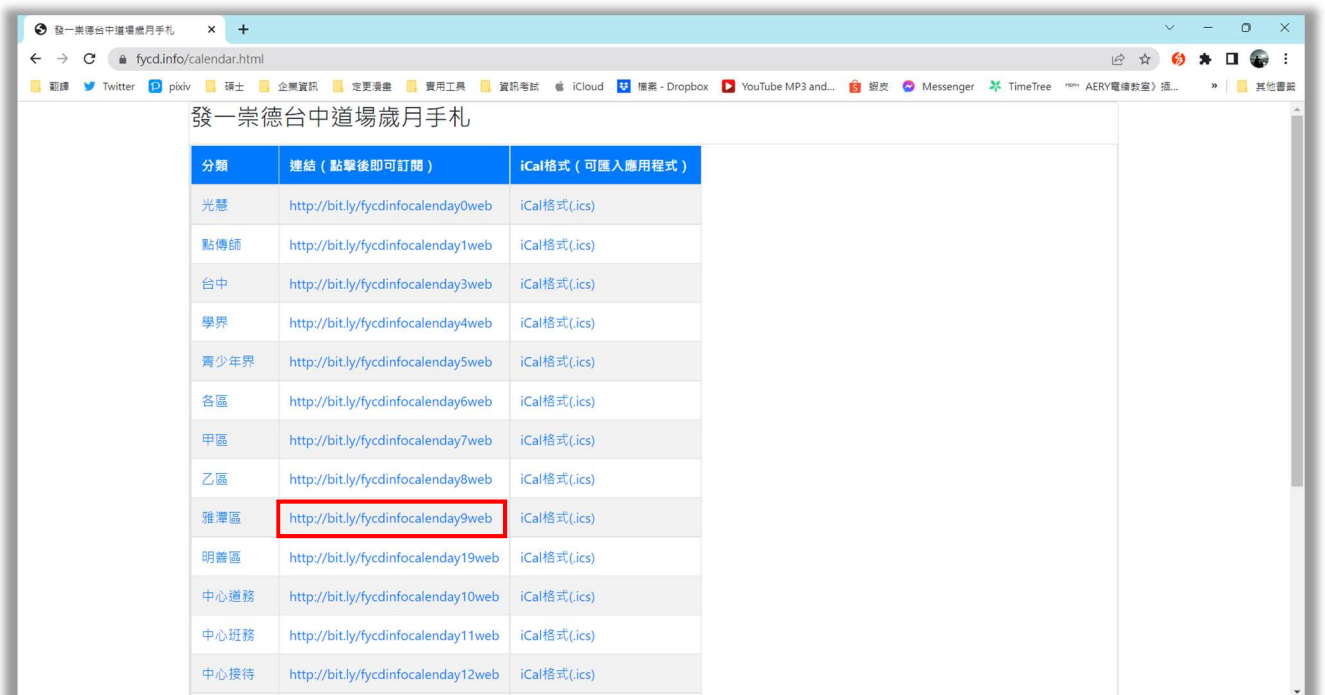 發一崇德台中道場歲月手札
fycd.info/calendar.html
翻譯 Twitter pixiv 碩士 企業資訊 定更漫畫 實用工具 資訊考試 iCloud 檔案 - Dropbox YouTube MP3 and... 蝦皮 Messenger TimeTree AERY電繪教室》插... » 其他書籤
發一崇德台中道場歲月手札
分類 連結（點擊後即可訂閱） iCal格式（可匯入應用程式）
光慧 http://bit.ly/fycdinfocalenday0web iCal格式(.ics)
點傳師 http://bit.ly/fycdinfocalenday1web iCal格式(.ics)
台中 http://bit.ly/fycdinfocalenday3web iCal格式(.ics)
學界 http://bit.ly/fycdinfocalenday4web iCal格式(.ics)
青少年界 http://bit.ly/fycdinfocalenday5web iCal格式(.ics)
各區 http://bit.ly/fycdinfocalenday6web iCal格式(.ics)
甲區 http://bit.ly/fycdinfocalenday7web iCal格式(.ics)
乙區 http://bit.ly/fycdinfocalenday8web iCal格式(.ics)
雅潭區 http://bit.ly/fycdinfocalenday9web iCal格式(.ics)
明善區 http://bit.ly/fycdinfocalenday19web iCal格式(.ics)
中心道務 http://bit.ly/fycdinfocalenday10web iCal格式(.ics)
中心班務 http://bit.ly/fycdinfocalenday11web iCal格式(.ics)
中心接待 http://bit.ly/fycdinfocalenday12web iCal格式(.ics)